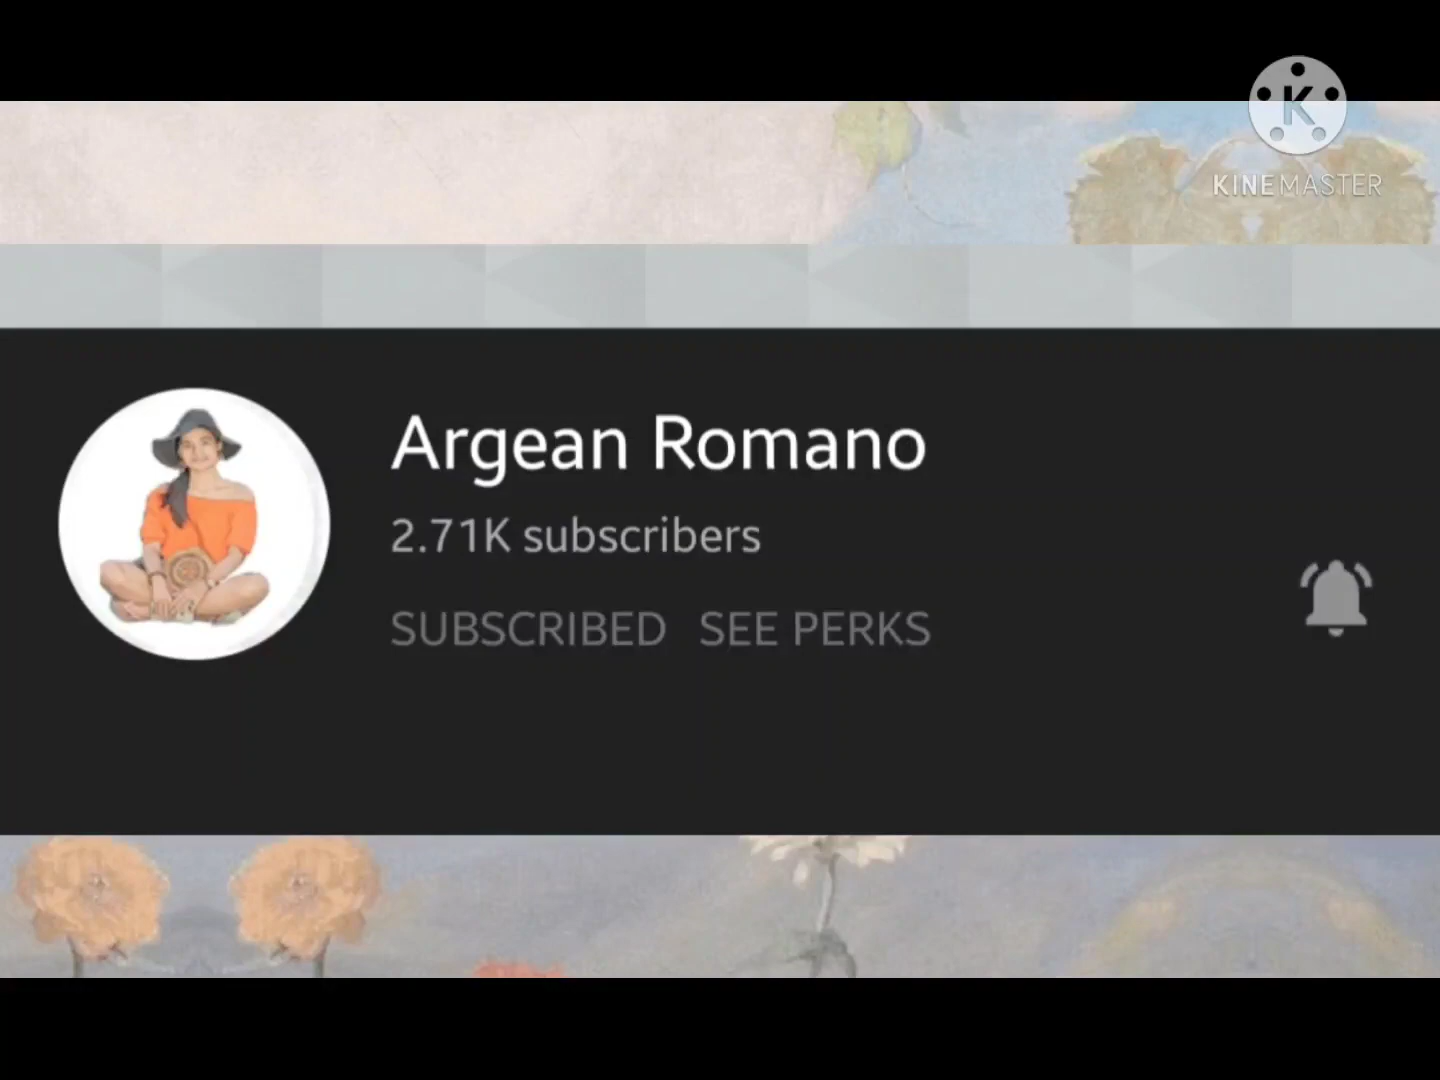 K
KINEMASTER
Argean Romano
2.71K subscribers
SUBSCRIBED SEE PERKS